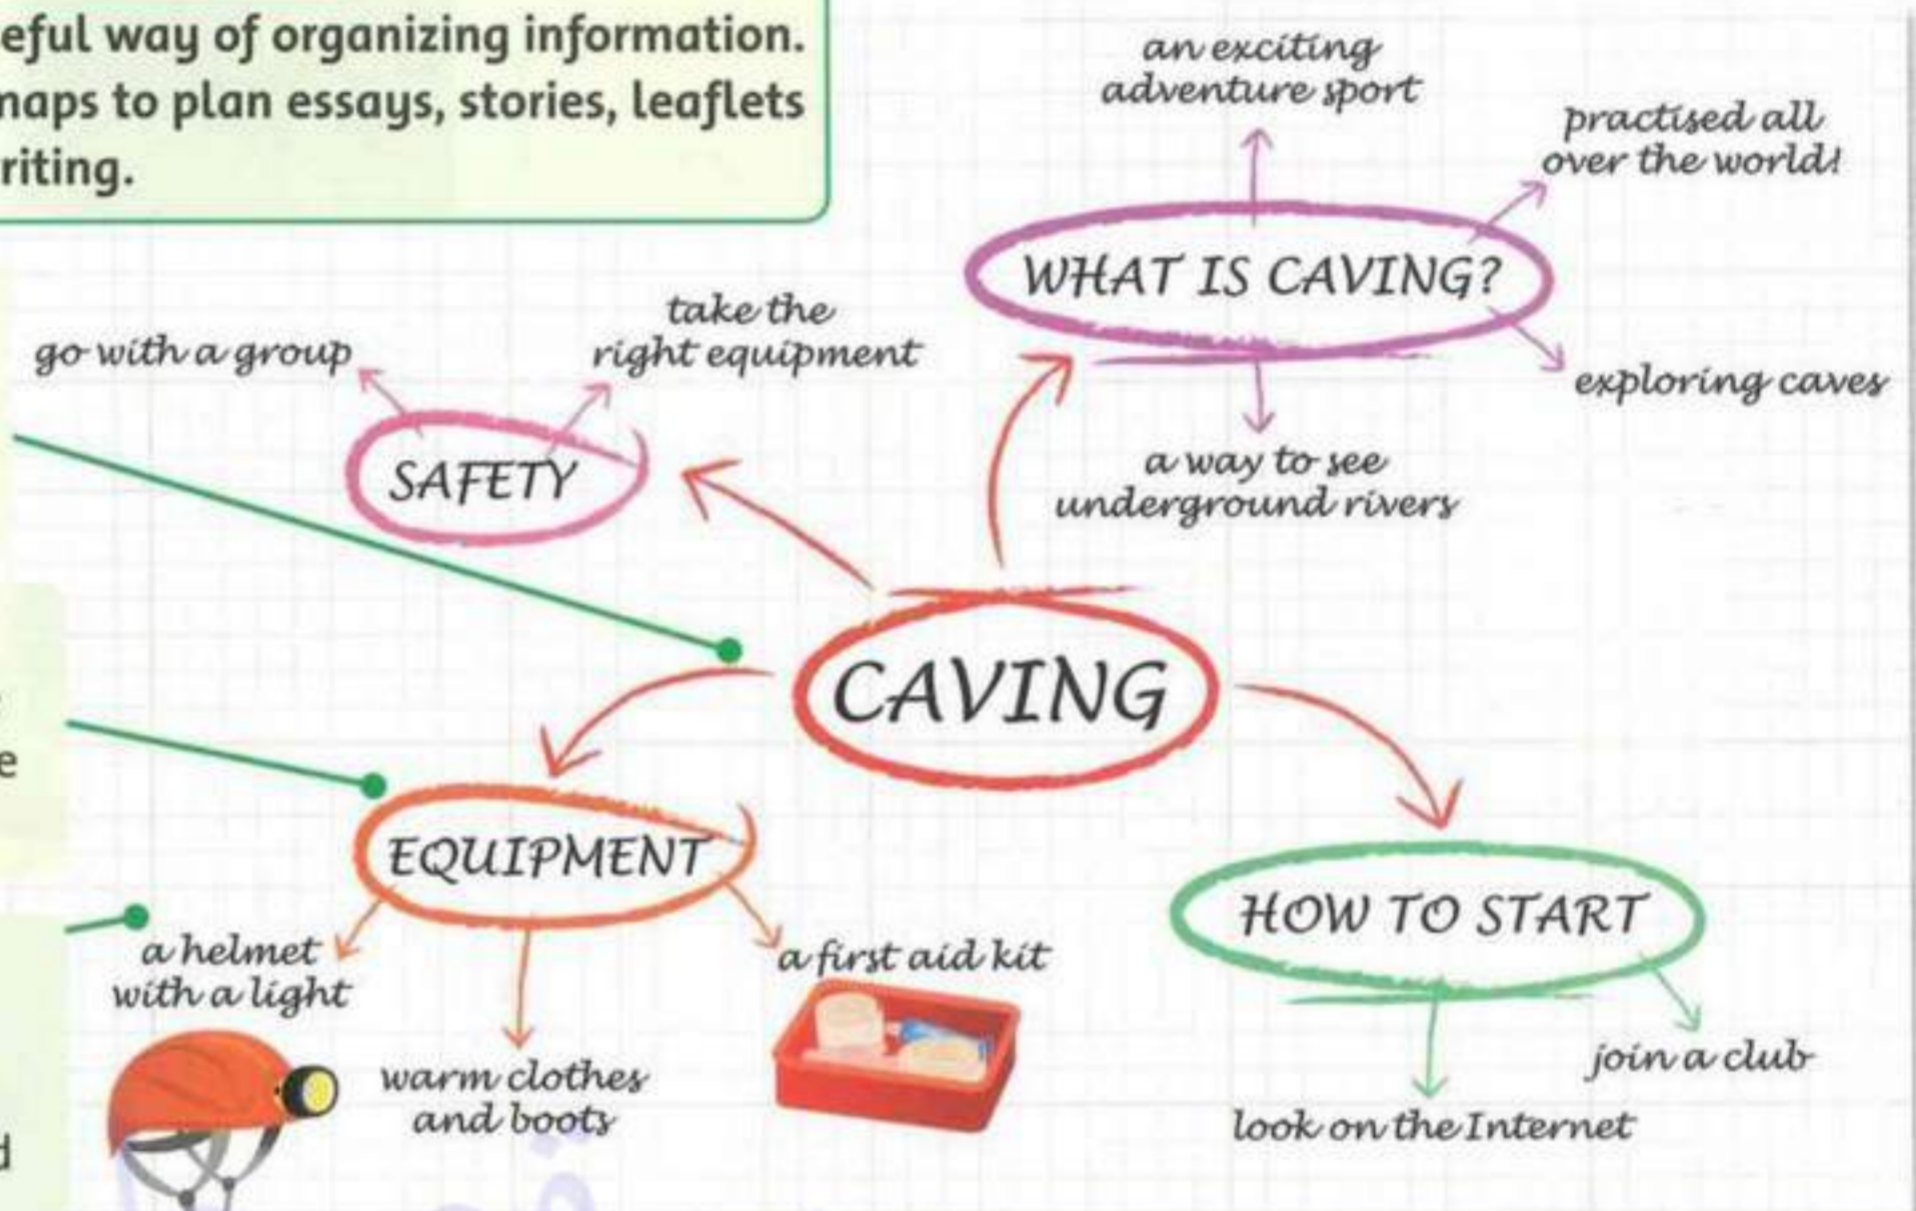 eful way of organizing information.
maps to plan essays, stories, leaflets
riting.
an exciting
adventure sport
practised all
over the world!
WHAT IS CAVING?
exploring caves
a way to see
underground rivers
go with a group
take the
right equipment
SAFETY
CAVING
EQUIPMENT
a helmet
with a light
warm clothes
and boots
a first aid kit
HOW TO START
join a club
look on the Internet
e
d